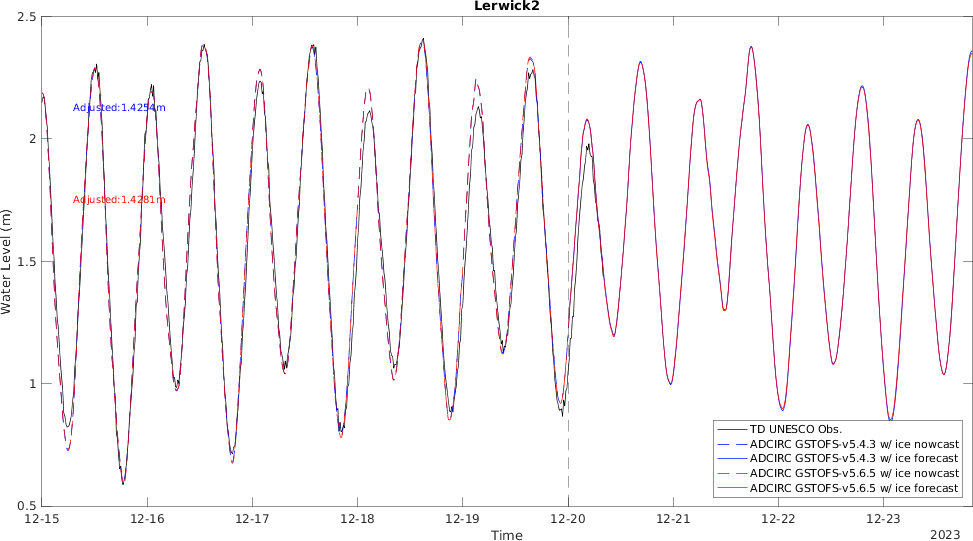 Lerwick2
2.5
2
1.5
1
0.5
Water Level (m)
Adjusted:1.4254m
Adjusted:1.4281m
TD UNESCO Obs.
ADCIRC GSTOFS-v5.4.3 w/ ice nowcast
ADCIRC GSTOFS-v5.4.3 w/ ice forecast
ADCIRC GSTOFS-v5.6.5 w/ ice nowcast
ADCIRC GSTOFS-v5.6.5 w/ ice forecast
12-15 12-16 12-17 12-18 12-19 12-20 12-21 12-22 12-23
Time
2023